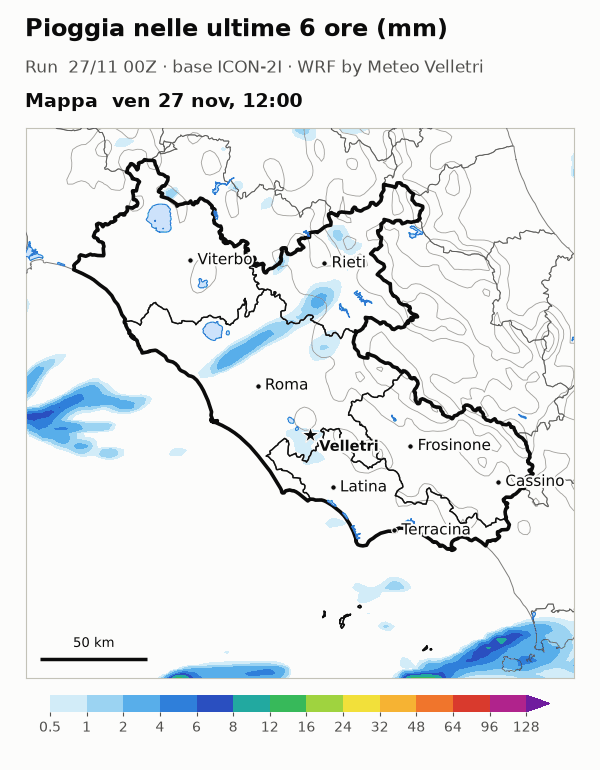 Pioggia nelle ultime 6 ore (mm)
Run  27/11 00Z · base ICON-2I · WRF by Meteo Velletri
Mappa  ven 27 nov, 12:00
Viterbo
Rieti
Roma
Velletri
Frosinone
Latina
Cassino
Terracina
50 km
0.5 1 2 4 6 8 12 16 24 32 48 64 96 128